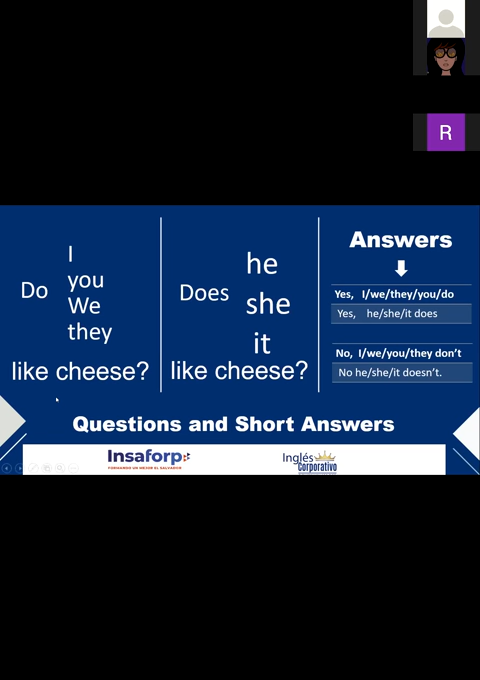 R
Do
I
you
We
they
like cheese?
Does
he
she
it
like cheese?
Answers
Yes, I/we/they/you/do
Yes, he/she/it does
No, I/we/you/they don't
No he/she/it doesn't.
Questions and Short Answers
Insaforp
FORMANDO UN MEJOR EL SALVADOR
Inglés
Corporativo